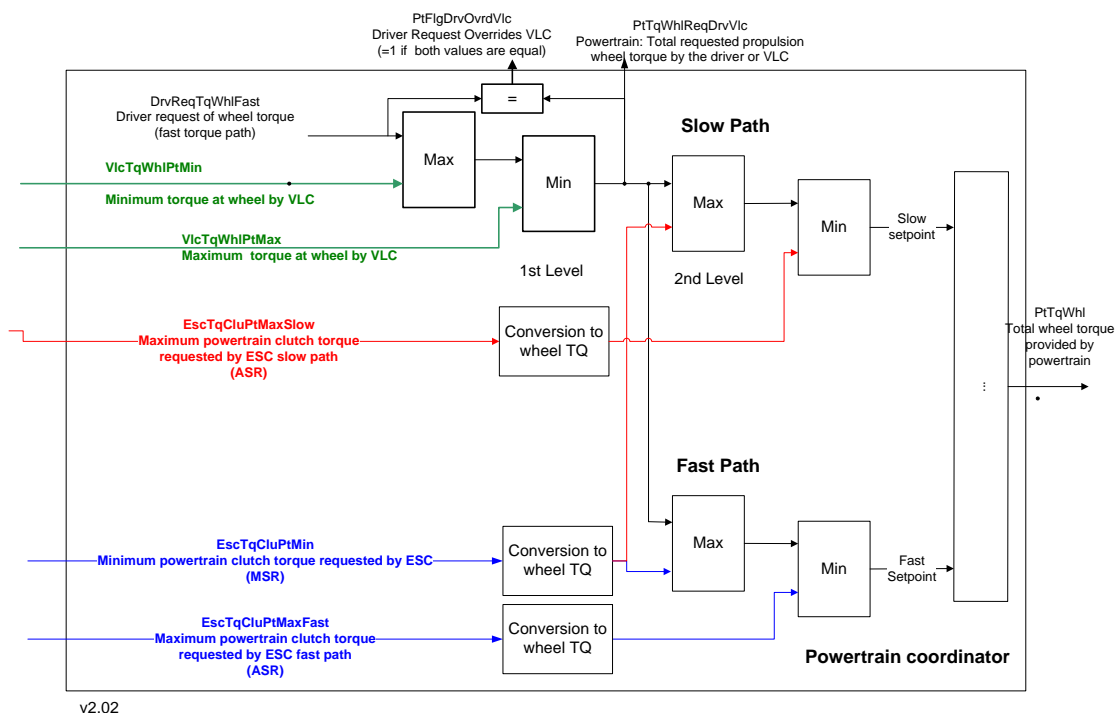 PtFlgDrvOvrdVlc
Driver Request Overrides VLC
(=1 if both values are equal)
PtTqWhlReqDrvVlc
Powertrain: Total requested propulsion
wheel torque by the driver or VLC
DrvReqTqWhlFast
Driver request of wheel torque
(fast torque path)
=
Slow Path
VlcTqWhlPtMin
Minimum torque at wheel by VLC
Max
Min
Max
Min
Slow
setpoint
VlcTqWhlPtMax
Maximum torque at wheel by VLC
1st Level
2nd Level
EscTqCluPtMaxSlow
Maximum powertrain clutch torque
requested by ESC slow path
(ASR)
Conversion to
wheel TQ
PtTqWhl
Total wheel torque
provided by
powertrain
...
Fast Path
EscTqCluPtMin
Minimum powertrain clutch torque requested by ESC
(MSR)
Conversion to
wheel TQ
Max
Min
Fast
Setpoint
EscTqCluPtMaxFast
Maximum powertrain clutch torque
requested by ESC fast path
(ASR)
Conversion to
wheel TQ
Powertrain coordinator
v2.02